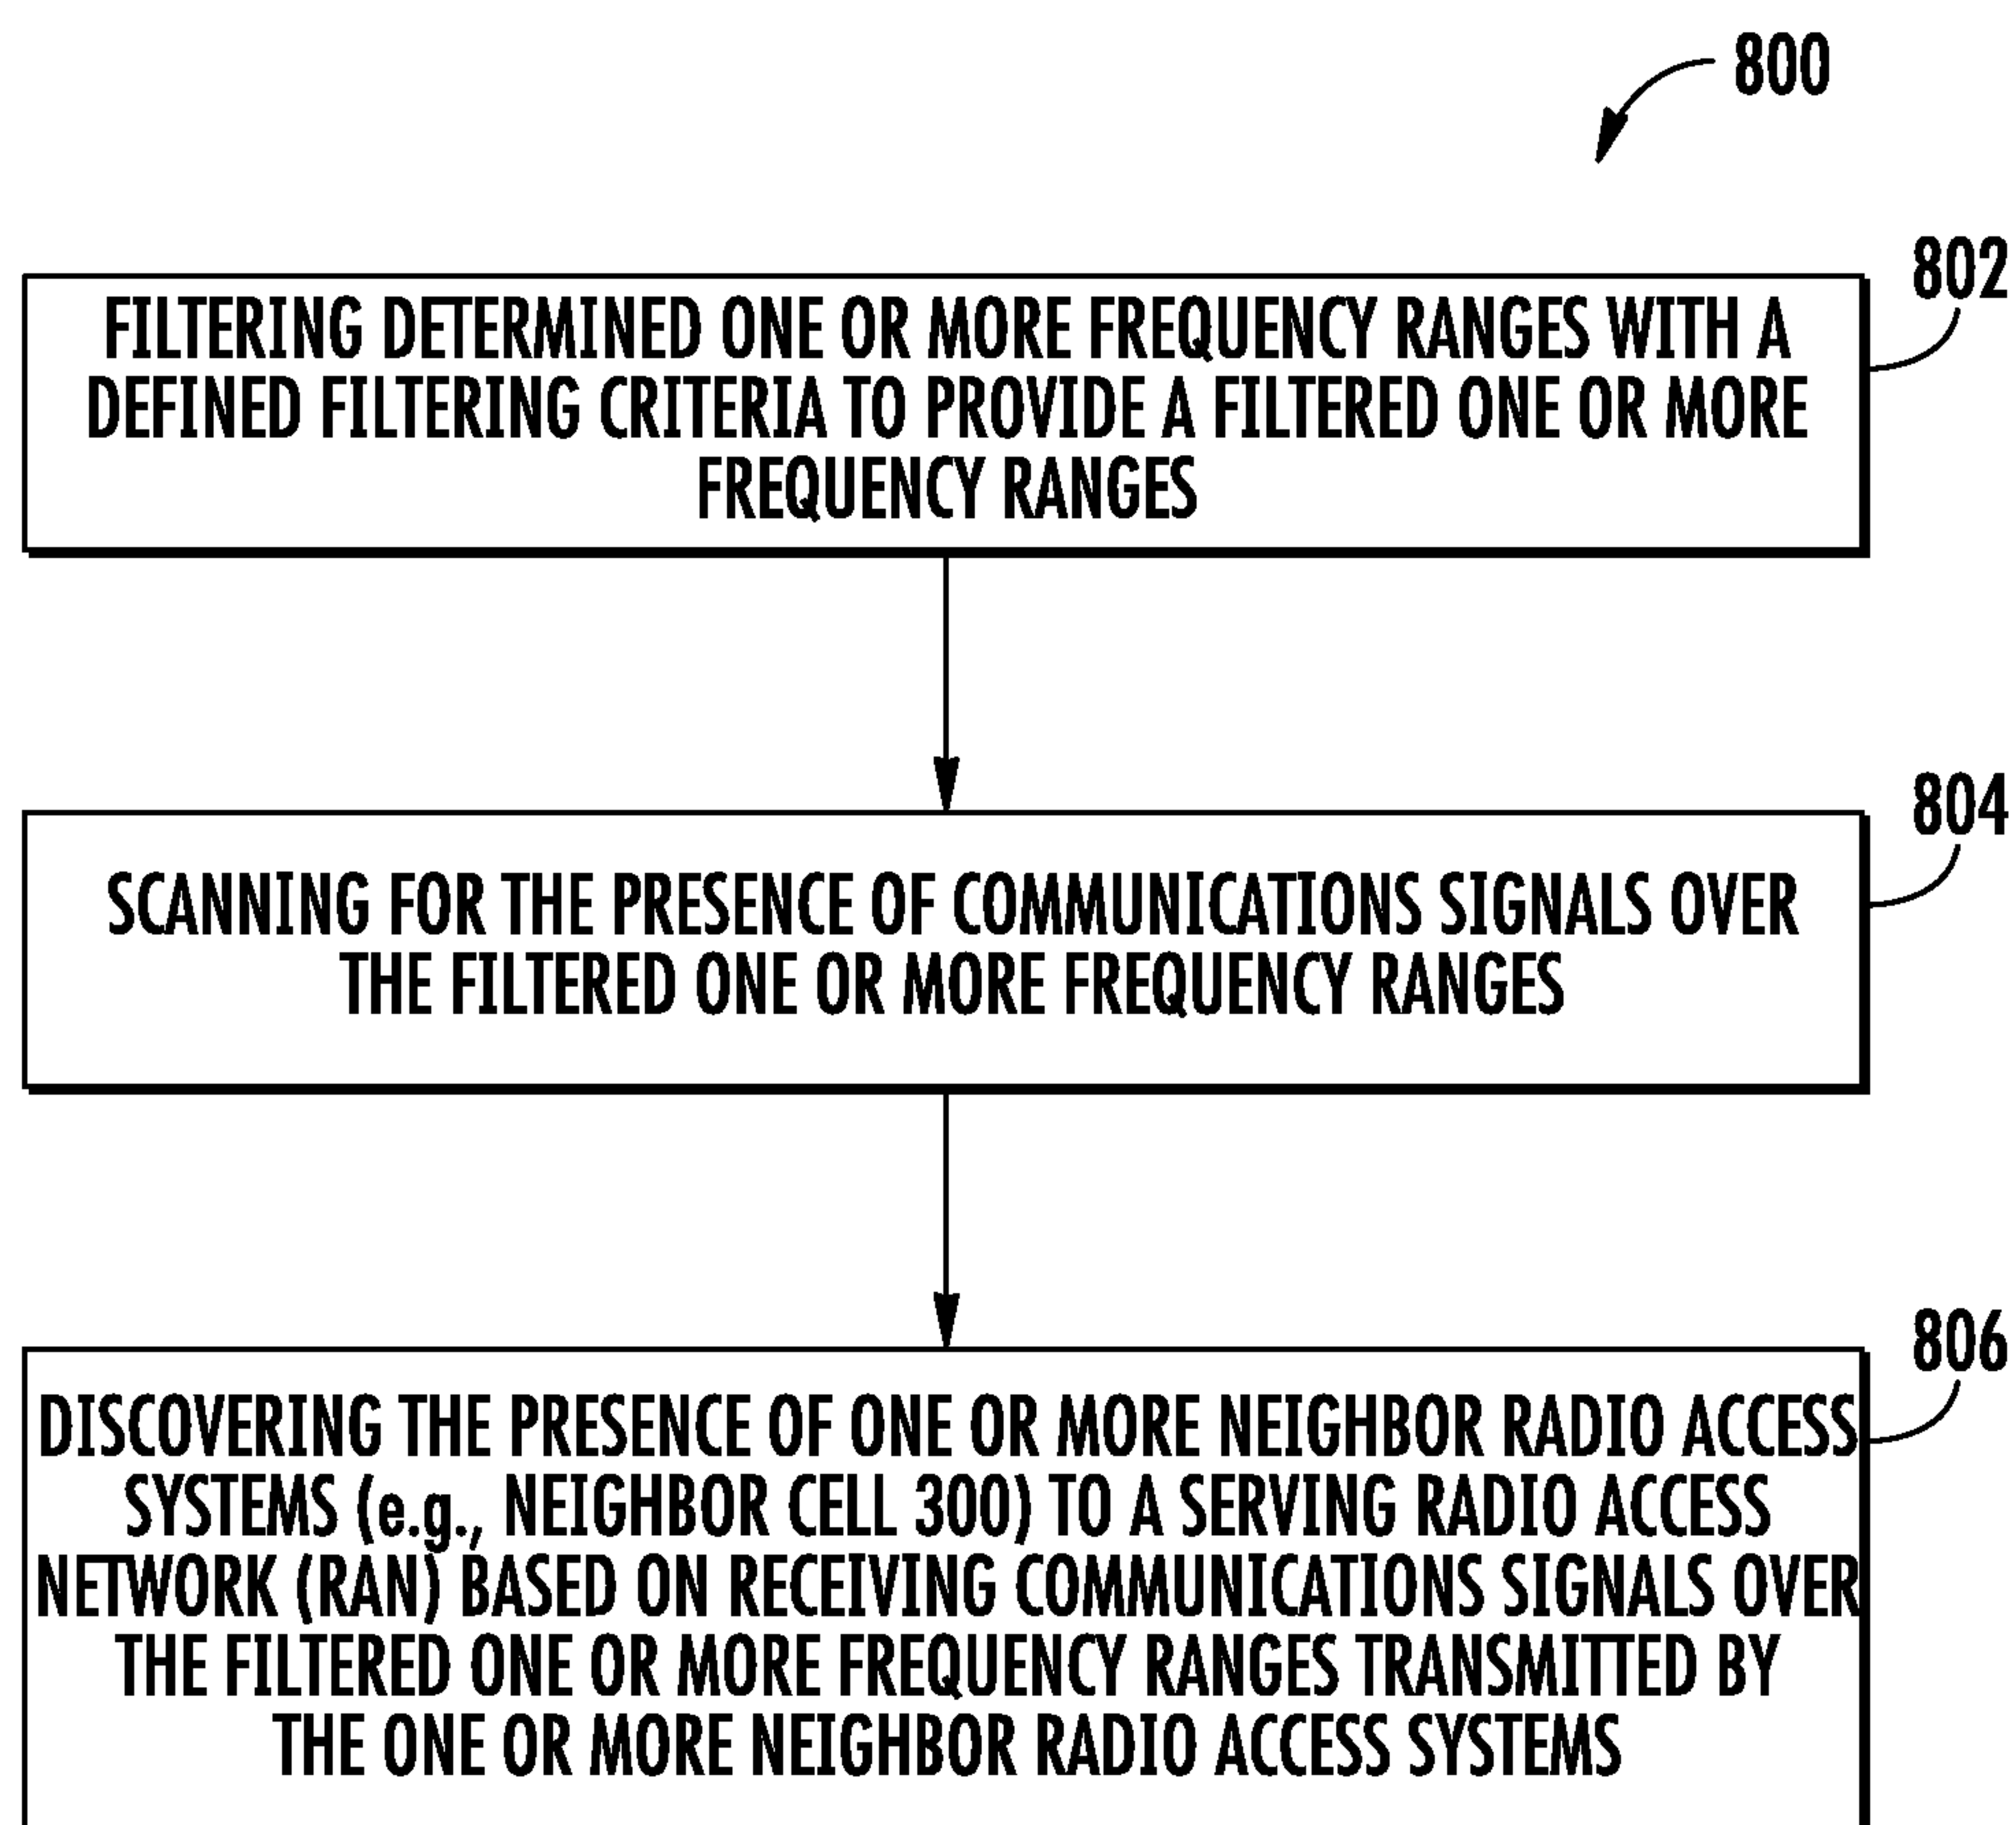 800
802
FILTERING DETERMINED ONE OR MORE FREQUENCY RANGES WITH A
DEFINED FILTERING CRITERIA TO PROVIDE A FILTERED ONE OR MORE
FREQUENCY RANGES
804
SCANNING FOR THE PRESENCE OF COMMUNICATIONS SIGNALS OVER
THE FILTERED ONE OR MORE FREQUENCY RANGES
806
DISCOVERING THE PRESENCE OF ONE OR MORE NEIGHBOR RADIO ACCESS
SYSTEMS (e.g., NEIGHBOR CELL 300) TO A SERVING RADIO ACCESS
NETWORK (RAN) BASED ON RECEIVING COMMUNICATIONS SIGNALS OVER
THE FILTERED ONE OR MORE FREQUENCY RANGES TRANSMITTED BY
THE ONE OR MORE NEIGHBOR RADIO ACCESS SYSTEMS